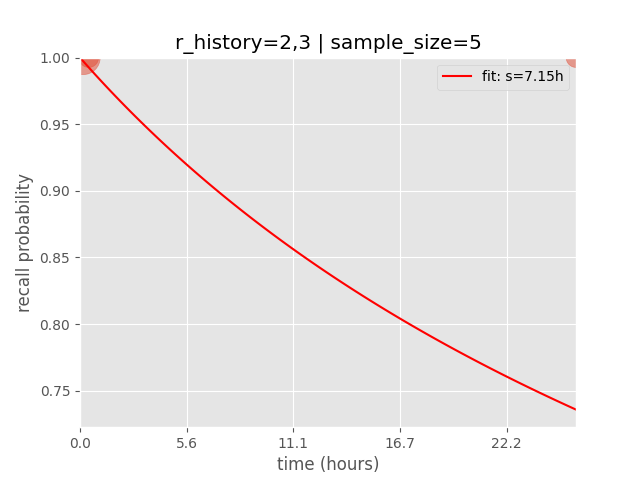 r_history=2,3 | sample_size=5
fit: s=7.15h
recall probability
1.00
0.95
0.90
0.85
0.80
0.75
0.0 5.6 11.1 16.7 22.2
time (hours)